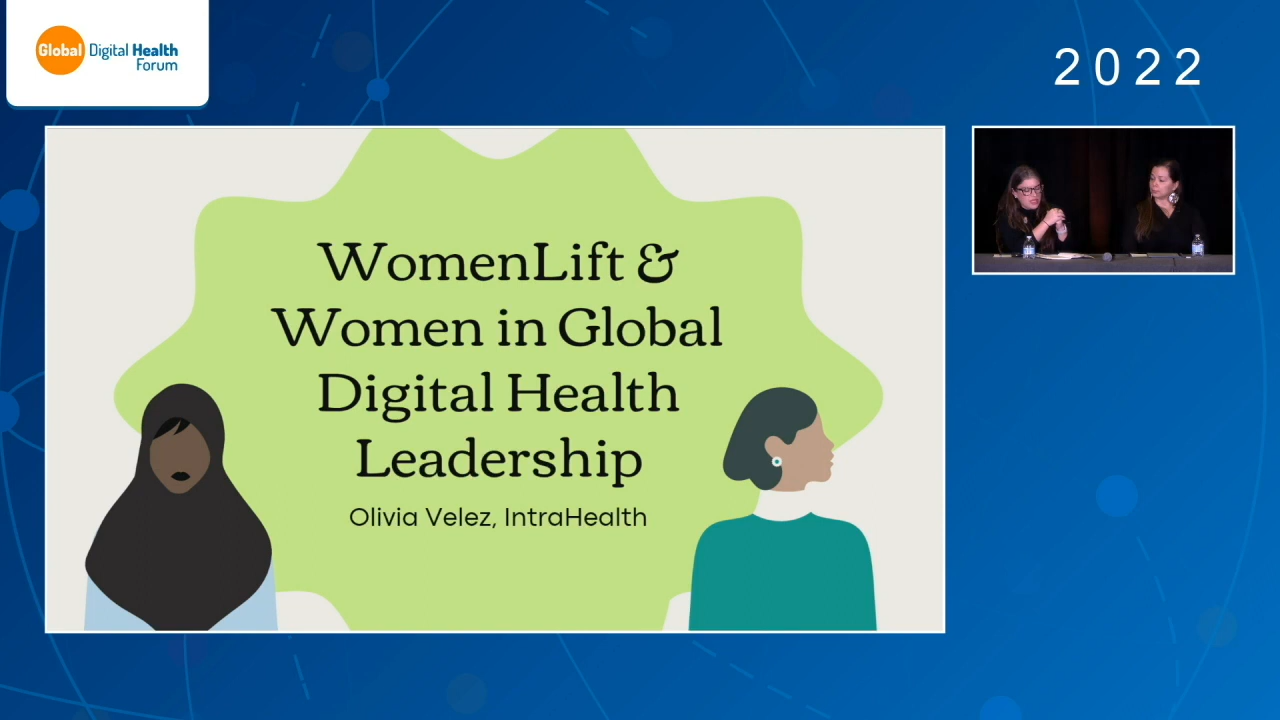 Global Digital Health
Forum
2022
WomenLift &
Women in Global
Digital Health
Leadership
Olivia Velez, IntraHealth